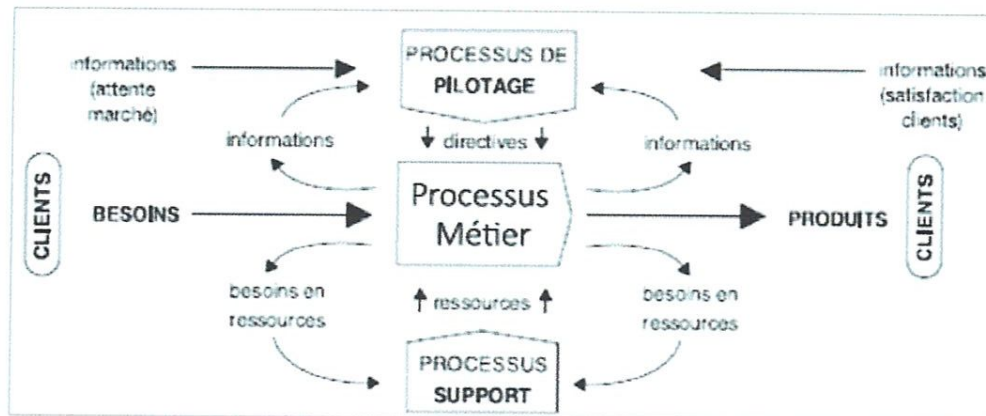 informations
(attente
marché)
PROCESSUS DE
PILOTAGE
informations
(satisfaction
clients)
informations
directives
informations
CLIENTS
BESOINS
Processus
Métier
PRODUITS
CLIENTS
besoins en
ressources
ressources
besoins en
ressources
PROCESSUS
SUPPORT